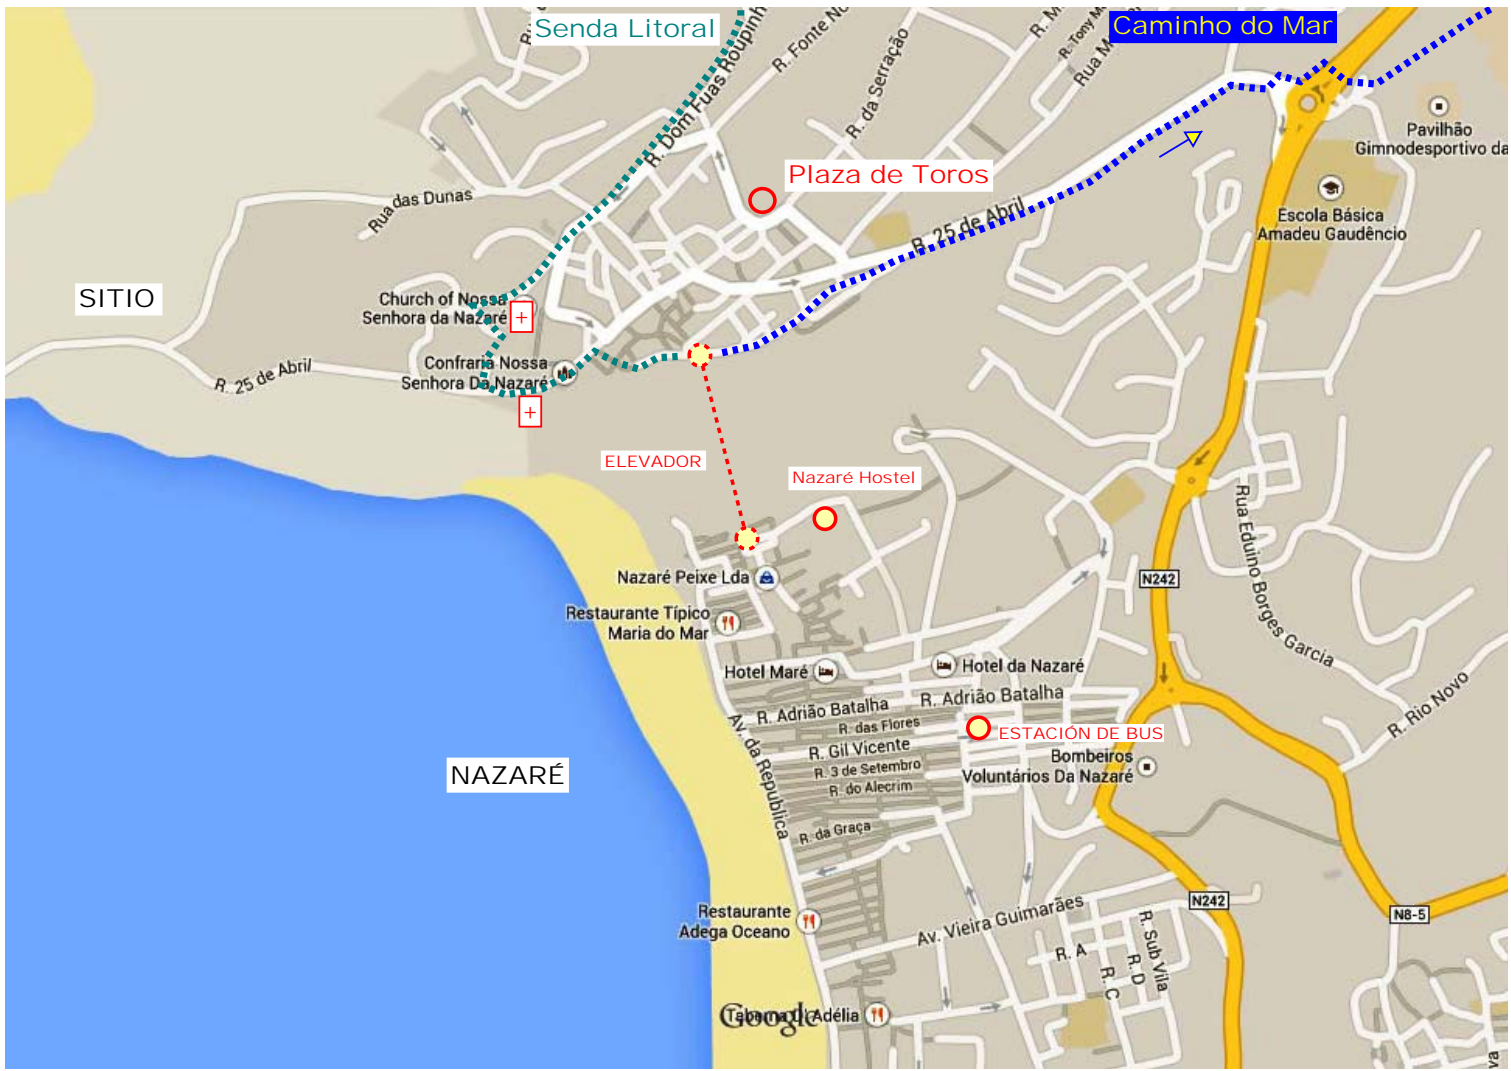 Senda Litoral
Caminho do Mar
R. Dom Fuas Roupinh
R. Fonte No
R. da Serração
R. M
R. Tony M
Rua M
Pavilhão
Gimnodesportivo da
Plaza de Toros
Escola Básica
Amadeu Gaudêncio
Rua das Dunas
R. 25 de Abril
SITIO
Church of Nossa
Senhora da Nazaré
+
Confraria Nossa
Senhora Da Nazaré
R. 25 de Abril
+
ELEVADOR
Nazaré Hostel
Rua Eduino Borges Garcia
N242
Nazaré Peixe Lda
Restaurante Típico
Maria do Mar
Hotel Maré
Hotel da Nazaré
R. Adrião Batalha
R. Adrião Batalha
R. das Flores
ESTACIÓN DE BUS
R. Gil Vicente
R. 3 de Setembro
R. do Alecrim
R. da Graça
Bombeiros
Voluntários Da Nazaré
R. Rio Novo
Av. da Republica
NAZARÉ
N242
N8-5
Restaurante
Adega Oceano
Av. Vieira Guimarães
R. A
R. C
R. D
R. Sub Vila
Google
Taberna D' Adélia
va